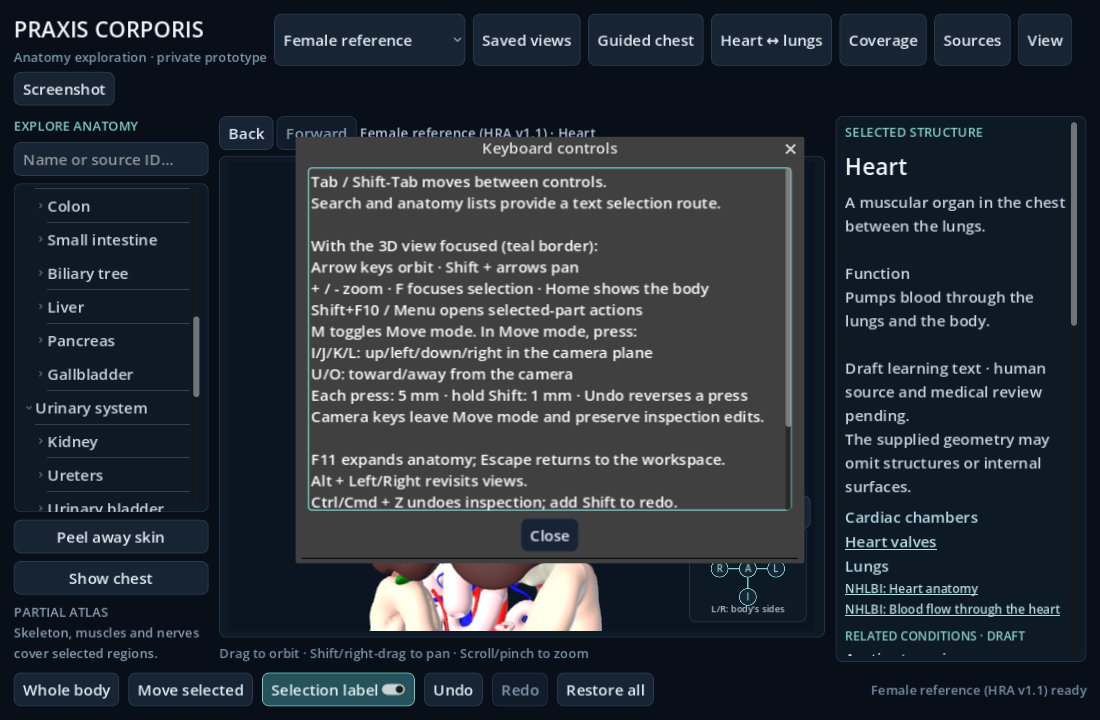 PRAXIS CORPORIS
Anatomy exploration · private prototype
Female reference
Saved views
Guided chest
Heart ↔ lungs
Coverage
Sources
View
Screenshot
EXPLORE ANATOMY
Name or source ID...
Colon
Small intestine
Biliary tree
Liver
Pancreas
Gallbladder
Urinary system
Kidney
Ureters
Urinary bladder
Peel away skin
Show chest
PARTIAL ATLAS
Skeleton, muscles and nerves
cover selected regions.
Back
Forward
Female reference (HRA v1.1) · Heart
Keyboard controls
Tab / Shift-Tab moves between controls.
Search and anatomy lists provide a text selection route.
With the 3D view focused (teal border):
Arrow keys orbit · Shift + arrows pan
+ / - zoom · F focuses selection · Home shows the body
Shift+F10 / Menu opens selected-part actions
M toggles Move mode. In Move mode, press:
I/J/K/L: up/left/down/right in the camera plane
U/O: toward/away from the camera
Each press: 5 mm · hold Shift: 1 mm · Undo reverses a press
Camera keys leave Move mode and preserve inspection edits.
F11 expands anatomy; Escape returns to the workspace.
Alt + Left/Right revisits views.
Ctrl/Cmd + Z undoes inspection; add Shift to redo.
Close
R A L
I
L/R: body's sides
Drag to orbit · Shift/right-drag to pan · Scroll/pinch to zoom
SELECTED STRUCTURE
Heart
A muscular organ in the chest
between the lungs.
Function
Pumps blood through the
lungs and the body.
Draft learning text · human
source and medical review
pending.
The supplied geometry may
omit structures or internal
surfaces.
Cardiac chambers
Heart valves
Lungs
NHLBI: Heart anatomy
NHLBI: Blood flow through the heart
RELATED CONDITIONS · DRAFT
Whole body
Move selected
Selection label
Undo
Redo
Restore all
Female reference (HRA v1.1) ready